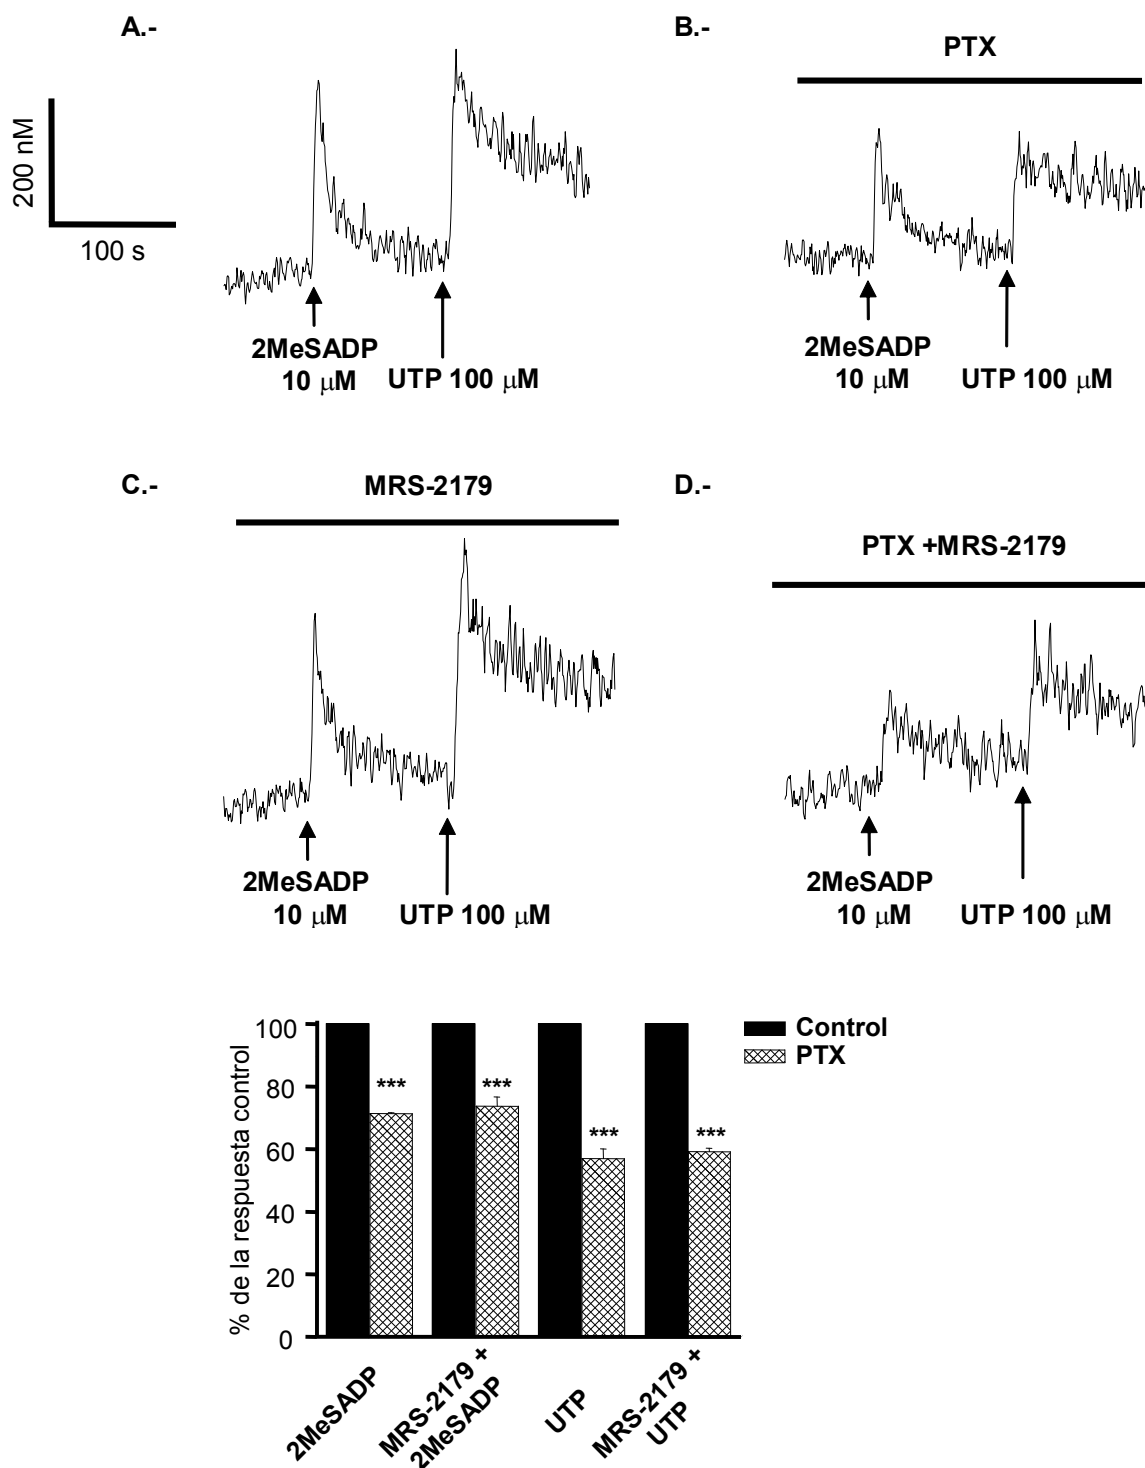 A.-
B.-
PTX
200 nM
100 s
2MeSADP
10 μM
UTP 100 μM
2MeSADP
10 μM
UTP 100 μM
C.-
MRS-2179
D.-
PTX +MRS-2179
2MeSADP
10 μM
UTP 100 μM
2MeSADP
10 μM
UTP 100 μM
% de la respuesta control
100
80
60
40
20
0
***
***
***
***
Control
PTX
2MeSADP
MRS-2179 +
2MeSADP
UTP
MRS-2179 +
UTP